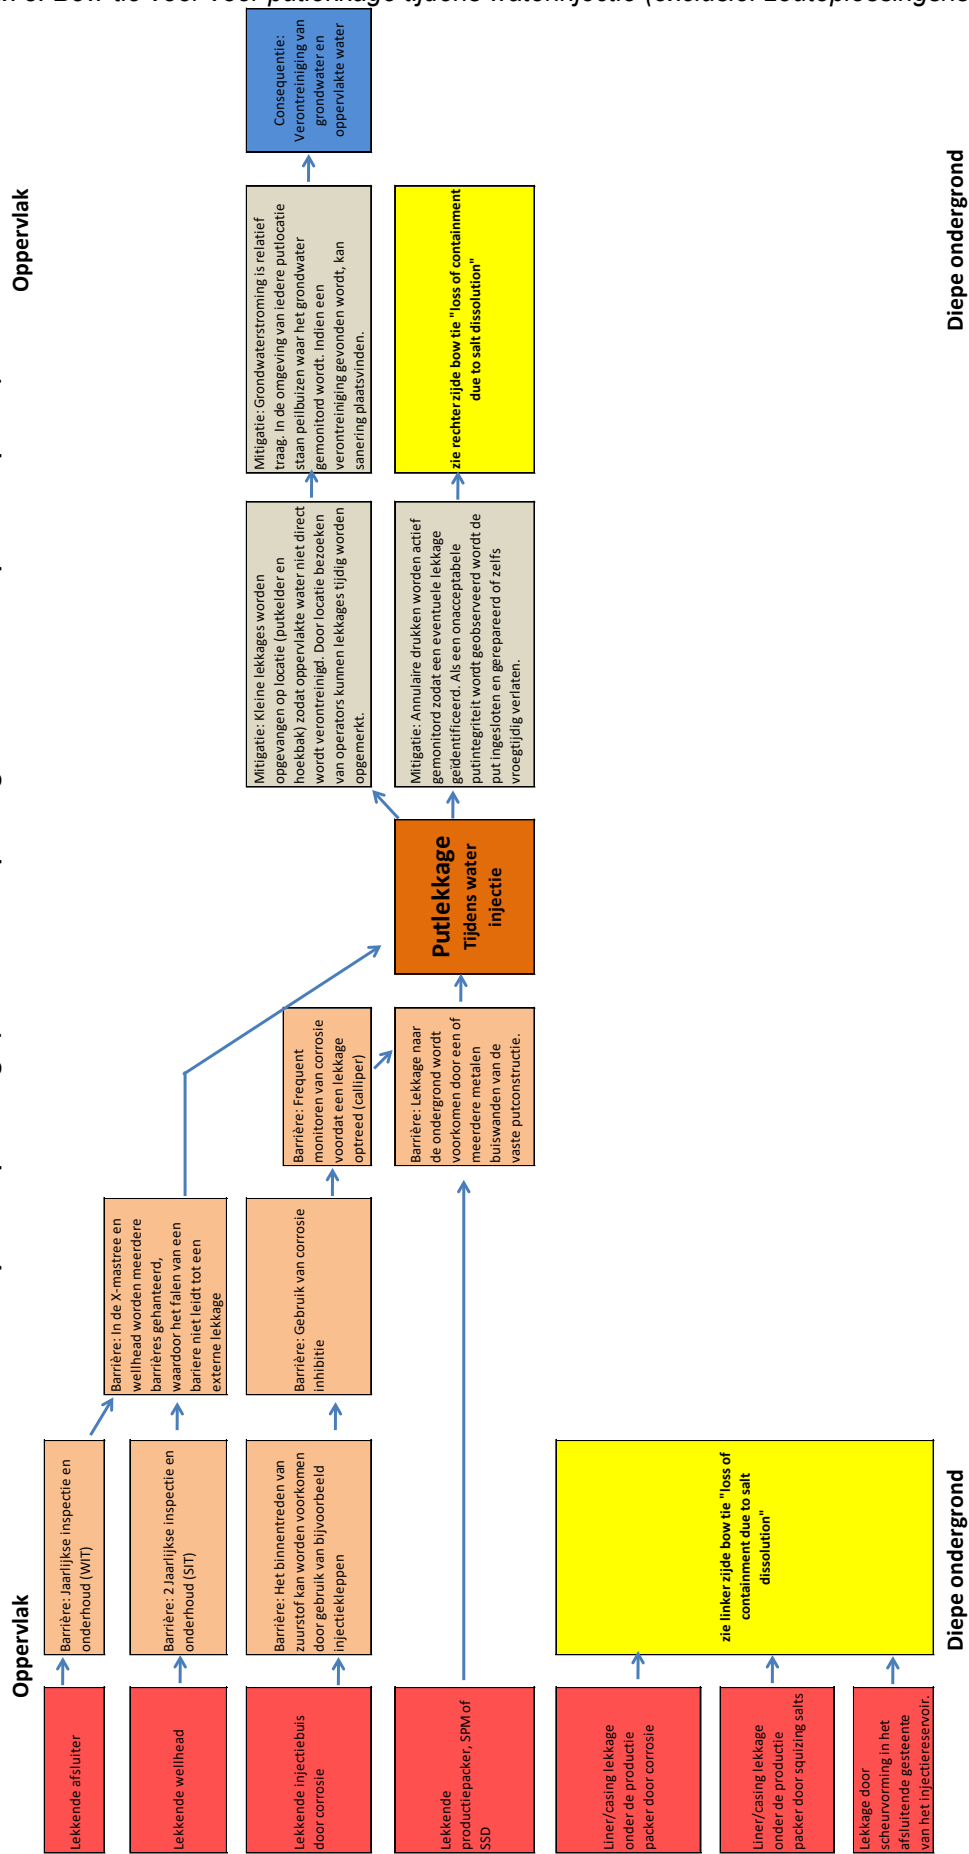 Bow-tie voor voor putlekkage tijdens waterinjectie (exclusief
Oppervlak
Oppervlak
Lekkende afsluiter
Barrière: Jaarlijkse inspectie en
onderhoud (WIT)
Lekkende wellhead
Barrière: 2 Jaarlijkse inspectie en
onderhoud (SIT)
Barrière: In de X-mastree en
wellhead worden meerdere
barrières gehanteerd,
waardoor het falen van een
bariere niet leidt tot een
externe lekkage
Lekkende injectiebuis
door corrosie
Barrière: Het binnentreden van
zuurstof kan worden voorkomen
door gebruik van bijvoorbeeld
injectiekleppen
Barrière: Gebruik van corrosie
inhibitie
Barrière: Frequent
monitoren van corrosie
voordat een lekkage
optreed (calliper)
Mitigatie: Kleine lekkages worden
opgevangen op locatie (putkelder en
hoekbak) zodat oppervlakte water niet direct
wordt verontreinigd. Door locatie bezoeken
van operators kunnen lekkages tijdig worden
opgemerkt.
Mitigatie: Grondwaterstroming is relatief
traag. In de omgeving van iedere putlocatie
staan peilbuizen waar het grondwater
gemonitord wordt. Indien een
verontreiniging gevonden wordt, kan
sanering plaatsvinden.
Consequentie:
Verontreiniging van
grondwater en
oppervlakte water
Lekkende
productiepacker, SPM of
SSD
Barrière: Lekkage naar
de ondergrond wordt
voorkomen door een of
meerdere metalen
buiswanden van de
vaste putconstructie.
Putlekkage
Tijdens water
injectie
Mitigatie: Annulaire drukken worden actief
gemonitord zodat een eventuele lekkage
geïdentificeerd. Als een onacceptabele
putintegriteit wordt geobserveerd wordt de
put ingesloten en gerepareerd of zelfs
vroegtijdig verlaten.
zie rechter zijde bow tie "loss of containment
due to salt dissolution"
Liner/casing lekkage
onder de productie
packer door corrosie
Liner/casing lekkage
onder de productie
packer door squizing salts
Lekkage door
scheurvorming in het
afsluitende gesteente
van het injectiereservoir.
zie linker zijde bow tie "loss of
containment due to salt
dissolution"
Diepe ondergrond
Diepe ondergrond